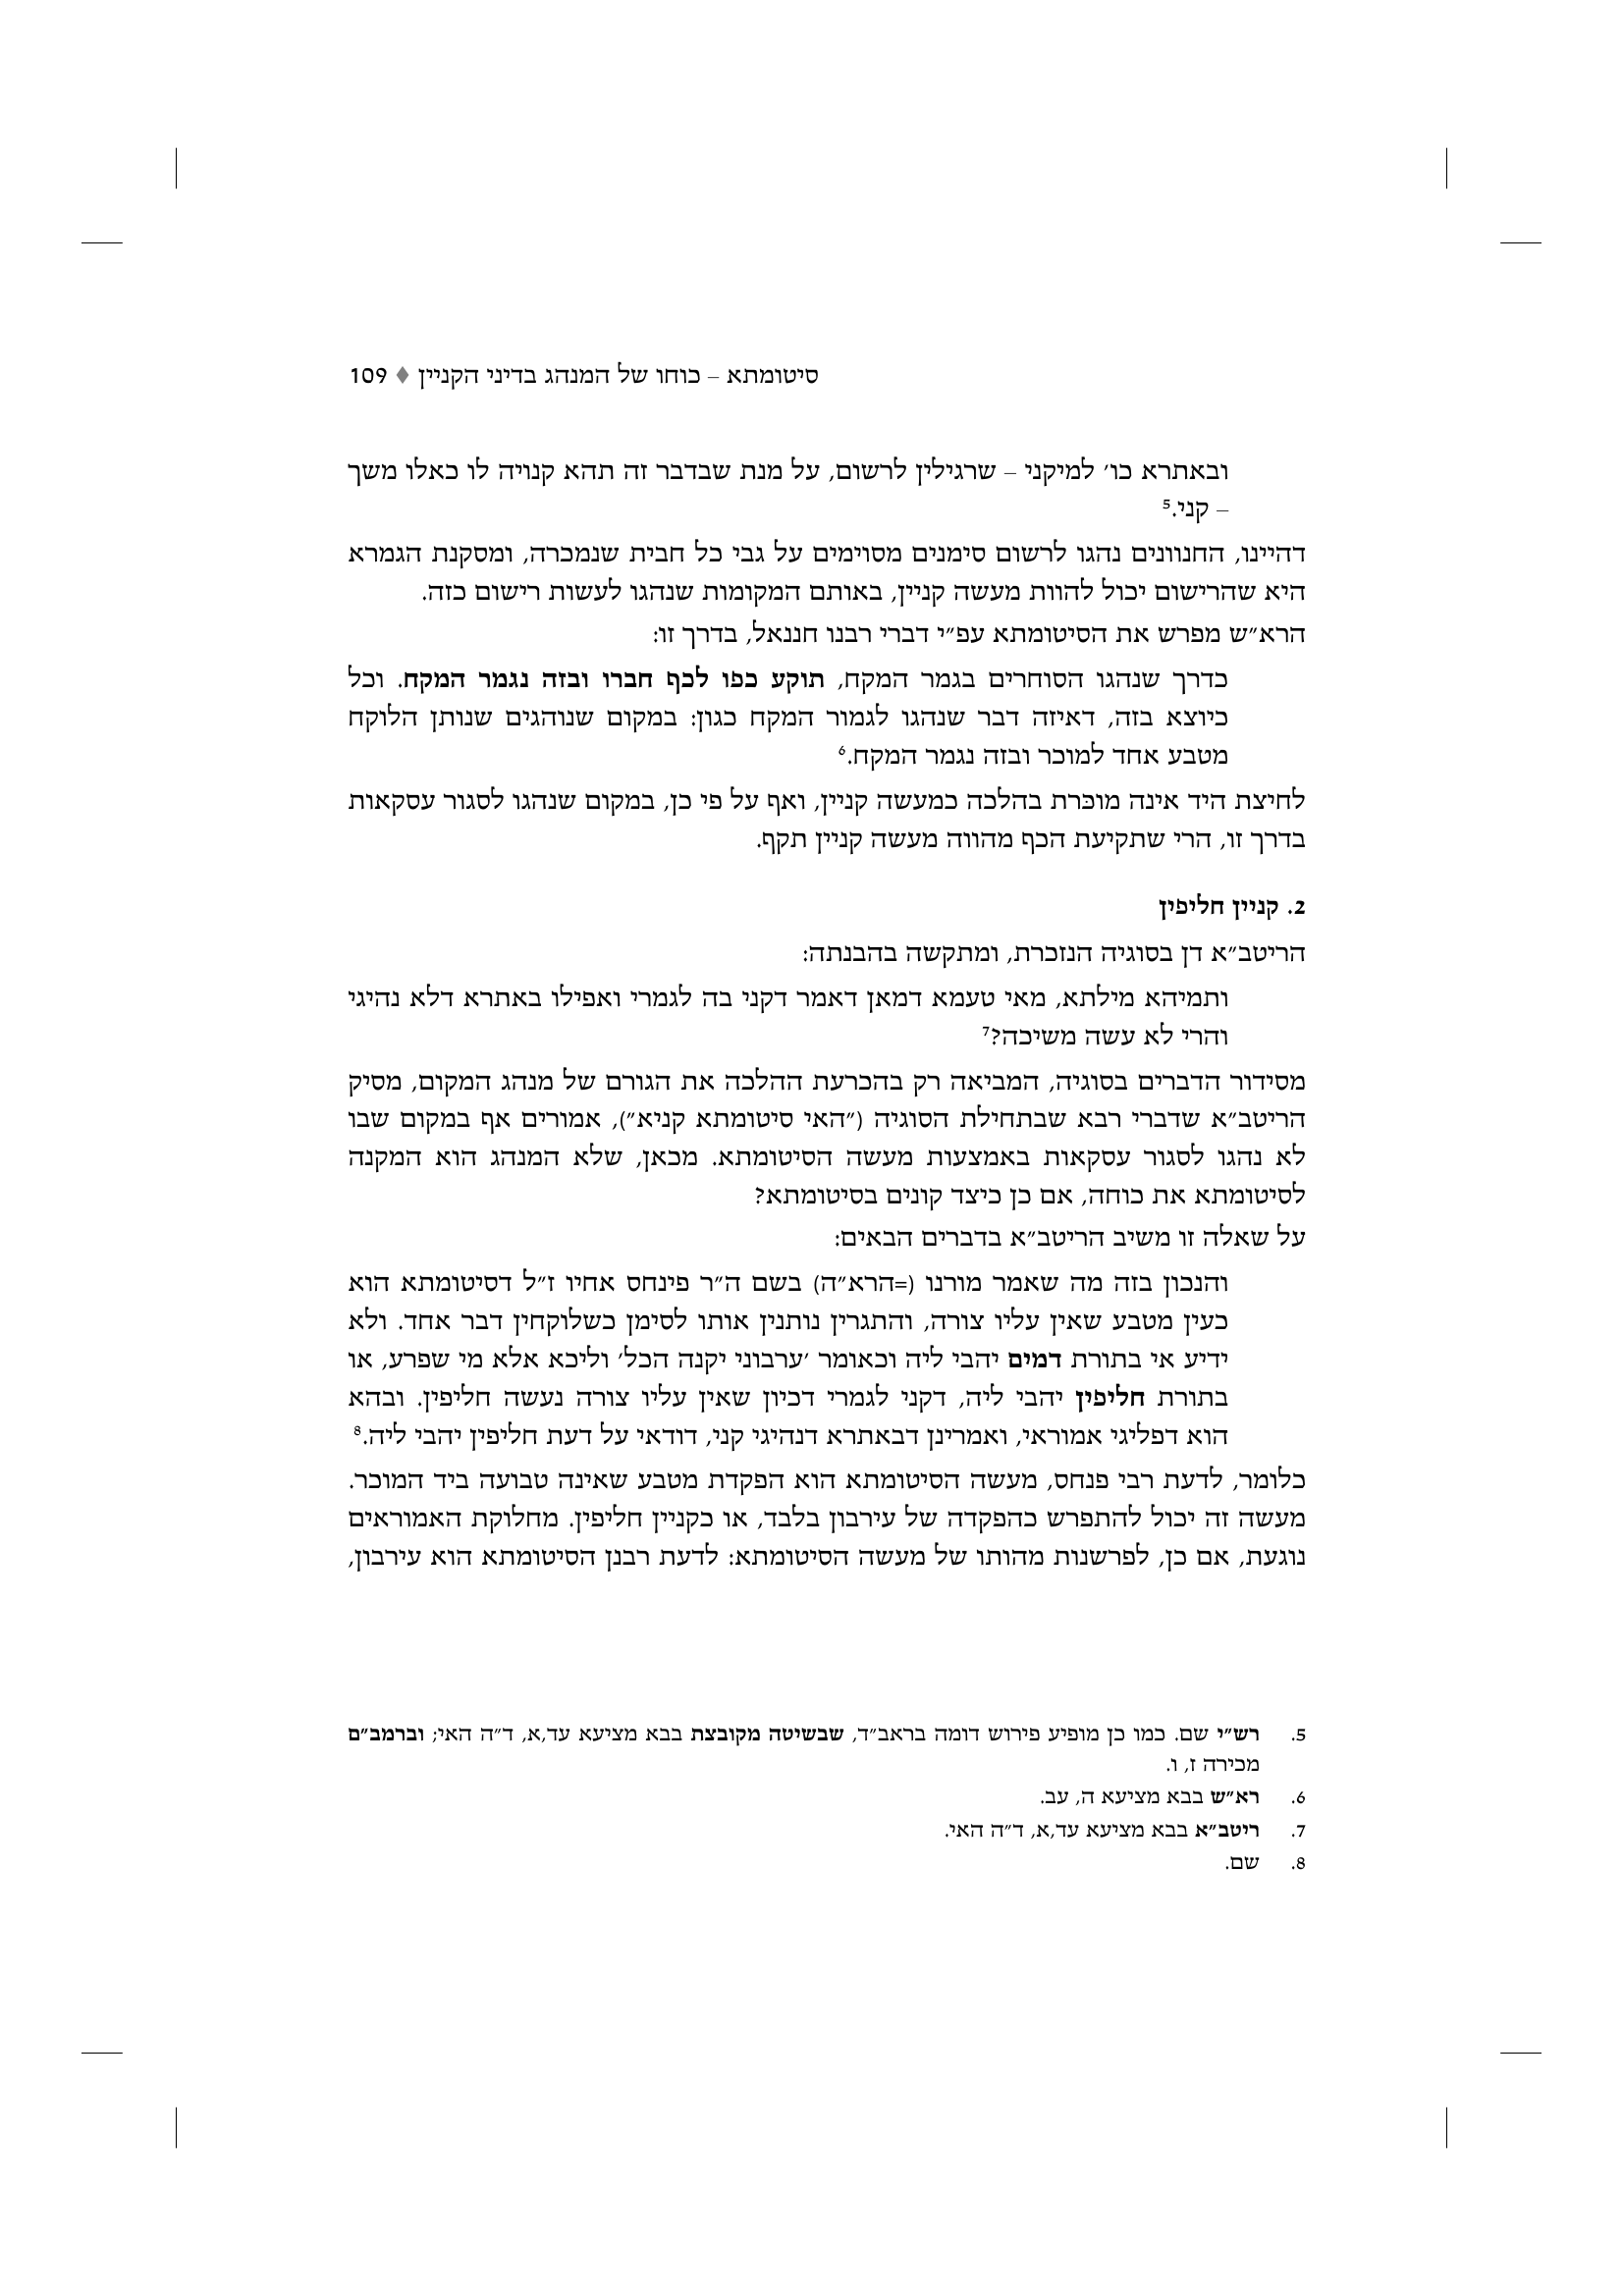 סיטומתא – כוחו של המנהג בדיני הקניין ♦ 109
ובאתרא כו׳ למיקני – שרגילין לרשום, על מנת שבדבר זה תהא קנויה לו כאלו משך
– קני.⁵
דהיינו, החנוונים נהגו לרשום סימנים מסוימים על גבי כל חבית שנמכרה, ומסקנת הגמרא
היא שהרישום יכול להוות מעשה קניין, באותם המקומות שנהגו לעשות רישום כזה.
הרא״ש מפרש את הסיטומתא עפ״י דברי רבנו חננאל, בדרך זו:
כדרך שנהגו הסוחרים בגמר המקח, תוקע כפו לכף חברו ובזה נגמר המקח. וכל
כיוצא בזה, דאיזה דבר שנהגו לגמור המקח כגון: במקום שנוהגים שנותן הלוקח
מטבע אחד למוכר ובזה נגמר המקח.⁶
לחיצת היד אינה מוכּרת בהלכה כמעשה קניין, ואף על פי כן, במקום שנהגו לסגור עסקאות
בדרך זו, הרי שתקיעת הכף מהווה מעשה קניין תקף.
2. קניין חליפין
הריטב״א דן בסוגיה הנזכרת, ומתקשה בהבנתה:
ותמיהא מילתא, מאי טעמא דמאן דאמר דקני בה לגמרי ואפילו באתרא דלא נהיגי
והרי לא עשה משיכה?⁷
מסידור הדברים בסוגיה, המביאה רק בהכרעת ההלכה את הגורם של מנהג המקום, מסיק
הריטב״א שדברי רבא שבתחילת הסוגיה (״האי סיטומתא קניא״), אמורים אף במקום שבו
לא נהגו לסגור עסקאות באמצעות מעשה הסיטומתא. מכאן, שלא המנהג הוא המקנה
לסיטומתא את כוחה, אם כן כיצד קונים בסיטומתא?
על שאלה זו משיב הריטב״א בדברים הבאים:
והנכון בזה מה שאמר מורנו (=הרא״ה) בשם ה״ר פינחס אחיו ז״ל דסיטומתא הוא
כעין מטבע שאין עליו צורה, והתגרין נותנין אותו לסימן כשלוקחין דבר אחד. ולא
ידיע אי בתורת דמים יהבי ליה וכאומר ׳ערבוני יקנה הכל׳ וליכא אלא מי שפרע, או
בתורת חליפין יהבי ליה, דקני לגמרי דכיון שאין עליו צורה נעשה חליפין. ובהא
הוא דפליגי אמוראי, ואמרינן דבאתרא דנהיגי קני, דודאי על דעת חליפין יהבי ליה.⁸
כלומר, לדעת רבי פנחס, מעשה הסיטומתא הוא הפקדת מטבע שאינה טבועה ביד המוכר.
מעשה זה יכול להתפרש כהפקדה של עירבון בלבד, או כקניין חליפין. מחלוקת האמוראים
נוגעת, אם כן, לפרשנות מהותו של מעשה הסיטומתא: לדעת רבנן הסיטומתא הוא עירבון,
5. רש״י שם. כמו כן מופיע פירוש דומה בראב״ד, שבשיטה מקובצת בבא מציעא עד,א, ד״ה האי; וברמב״ם
מכירה ז, ו.
6. רא״ש בבא מציעא ה, עב.
7. ריטב״א בבא מציעא עד,א, ד״ה האי.
8. שם.